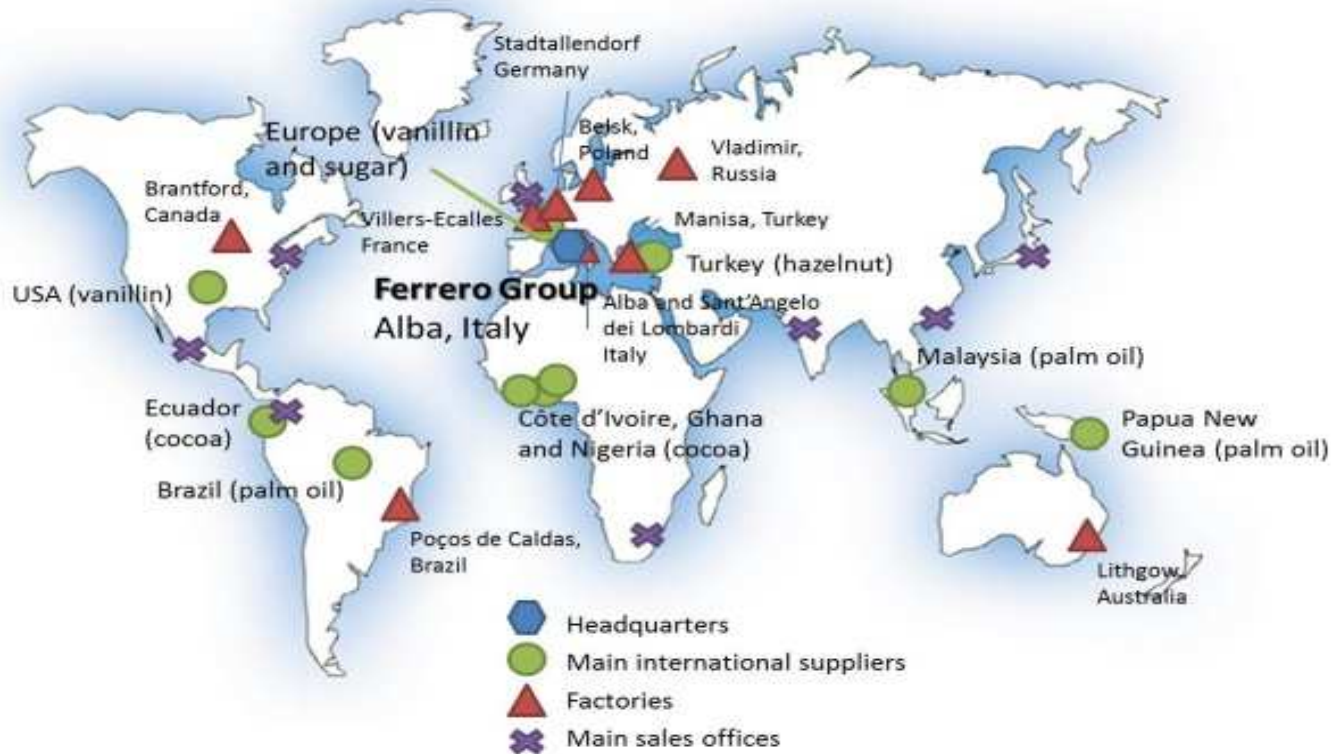 Stadtallendorf
Germany
Europe (vanillin
and sugar)
Belsk,
Poland
Vladimir,
Russia
Brantford,
Canada
Villers-Ecalles
France
Manisa, Turkey
USA (vanillin)
Turkey (hazelnut)
Ferrero Group
Alba, Italy
Alba and Sant'Angelo
dei Lombardi
Italy
Malaysia (palm oil)
Ecuador
(cocoa)
Côte d'Ivoire, Ghana
and Nigeria (cocoa)
Papua New
Guinea (palm oil)
Brazil (palm oil)
Poços de Caldas,
Brazil
Lithgow,
Australia
Headquarters
Main international suppliers
Factories
Main sales offices